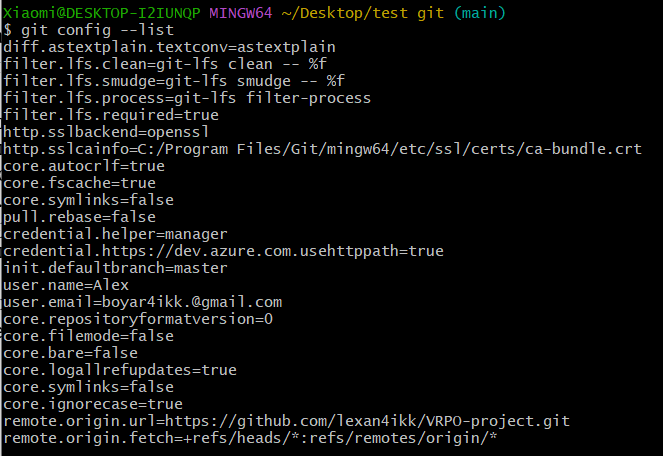 Xiaomi@DESKTOP-I2IUNQP MINGW64 ~/Desktop/test git (main)
$ git config --list
diff.astextplain.textconv=astextplain
filter.lfs.clean=git-lfs clean -- %f
filter.lfs.smudge=git-lfs smudge -- %f
filter.lfs.process=git-lfs filter-process
filter.lfs.required=true
http.sslbackend=openssl
http.sslcainfo=C:/Program Files/Git/mingw64/etc/ssl/certs/ca-bundle.crt
core.autocrlf=true
core.fscache=true
core.symlinks=false
pull.rebase=false
credential.helper=manager
credential.https://dev.azure.com.usehttppath=true
init.defaultbranch=master
user.name=Alex
user.email=boyar4ikk.@gmail.com
core.repositoryformatversion=0
core.filemode=false
core.bare=false
core.logallrefupdates=true
core.symlinks=false
core.ignorecase=true
remote.origin.url=https://github.com/lexan4ikk/VRPO-project.git
remote.origin.fetch=+refs/heads/*:refs/remotes/origin/*